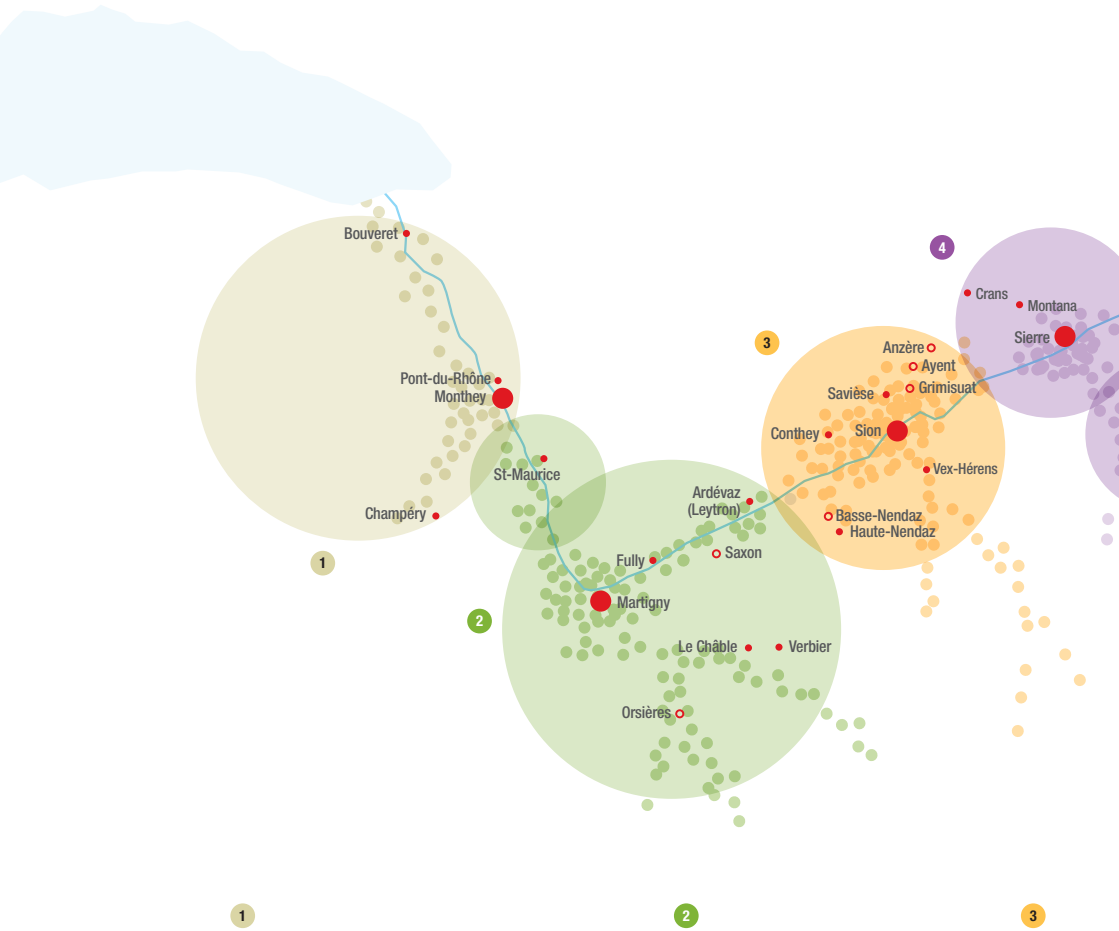 Bouveret
4
Crans
Montana
Sierre
3
Anzère
Ayent
Pont-du-Rhône
Monthey
Savièse
Grimisuat
Conthey
Sion
St-Maurice
Vex-Hérens
Ardévaz
(Leytron)
Champéry
Basse-Nendaz
Haute-Nendaz
1
Fully
Saxon
Martigny
2
Le Châble
Verbier
Orsières
1
2
3